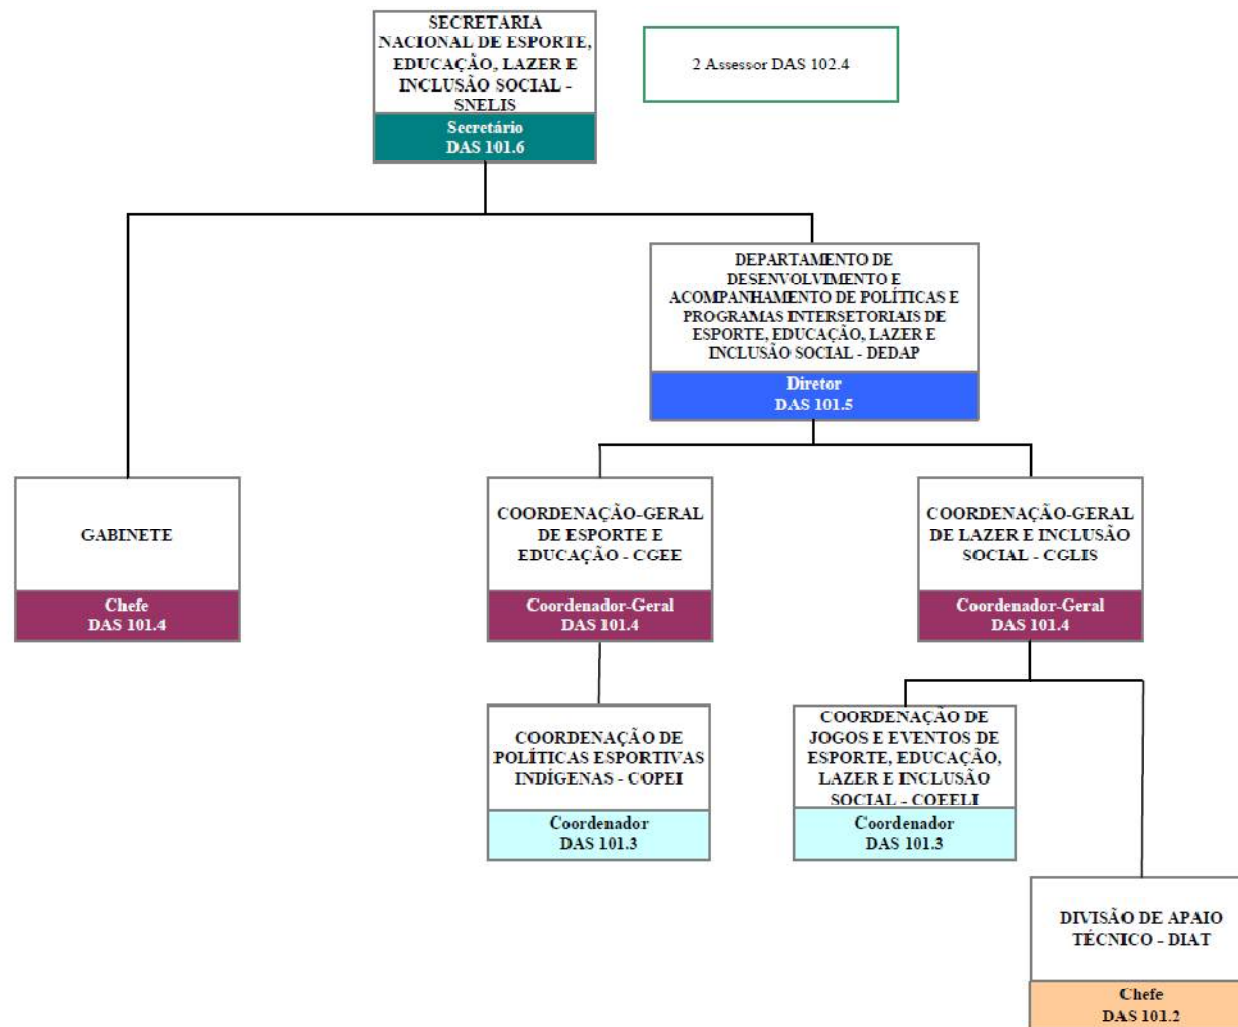 SECRETARIA
NACIONAL DE ESPORTE,
EDUCAÇÃO, LAZER E
INCLUSÃO SOCIAL -
SNELIS
Secretário
DAS 101.6
2 Assessor DAS 102.4
DEPARTAMENTO DE
DESENVOLVIMENTO E
ACOMPANHAMENTO DE POLÍTICAS E
PROGRAMAS INTERSETORIAIS DE
ESPORTE, EDUCAÇÃO, LAZER E
INCLUSÃO SOCIAL - DEDAP
Diretor
DAS 101.5
GABINETE
Chefe
DAS 101.4
COORDENAÇÃO-GERAL
DE ESPORTE E
EDUCAÇÃO - CGEE
Coordenador-Geral
DAS 101.4
COORDENAÇÃO-GERAL
DE LAZER E INCLUSÃO
SOCIAL - CGLIS
Coordenador-Geral
DAS 101.4
COORDENAÇÃO DE
POLÍTICAS ESPORTIVAS
INDÍGENAS - COPEI
Coordenador
DAS 101.3
COORDENAÇÃO DE
JOGOS E EVENTOS DE
ESPORTE, EDUCAÇÃO,
LAZER E INCLUSÃO
SOCIAL - COEELI
Coordenador
DAS 101.3
DIVISÃO DE APAIO
TÉCNICO - DIAT
Chefe
DAS 101.2